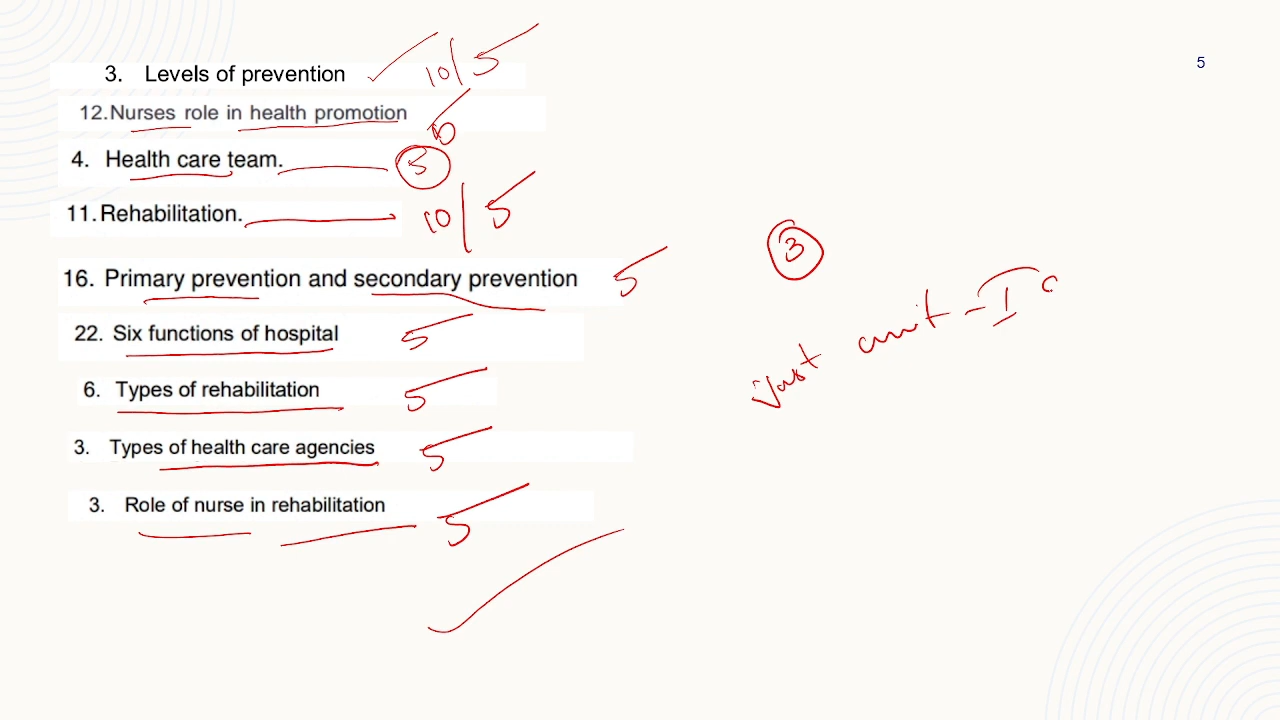 3. Levels of prevention 10/5
5
12.Nurses role in health promotion
4. Health care team. 5
11.Rehabilitation. 10/5
16. Primary prevention and secondary prevention 5
3
22. Six functions of hospital 5
just unit - I
6. Types of rehabilitation 5
3. Types of health care agencies 5
3. Role of nurse in rehabilitation 5